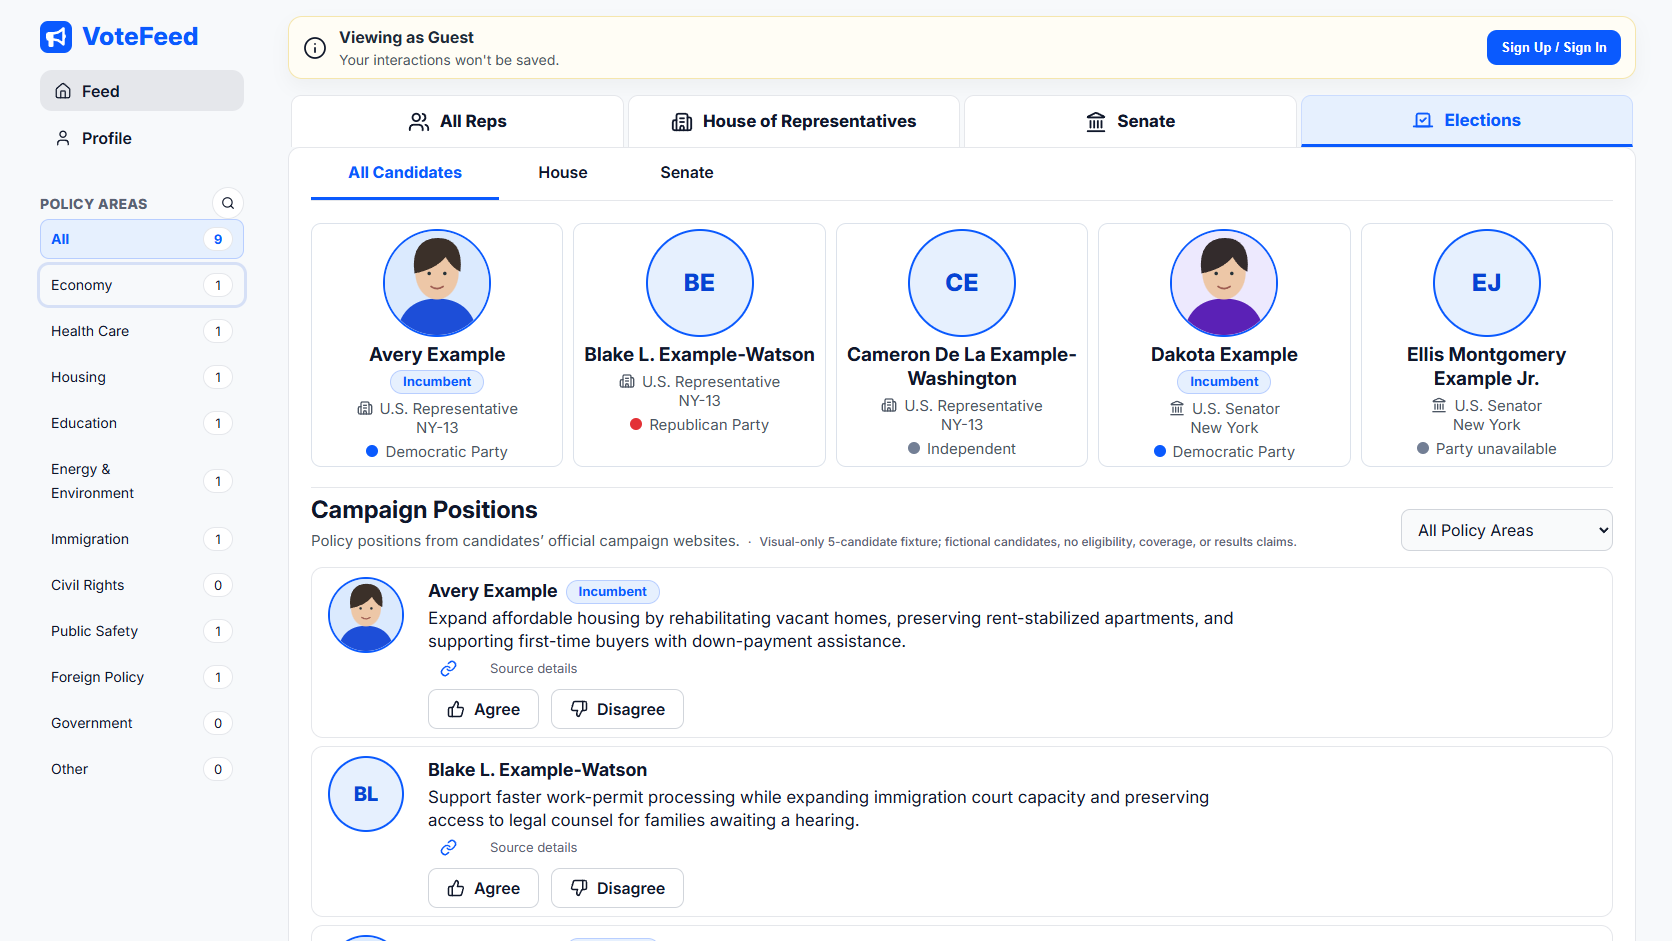 VoteFeed
Feed
Profile
POLICY AREAS
All 9
Economy 1
Health Care 1
Housing 1
Education 1
Energy &
Environment 1
Immigration 1
Civil Rights 0
Public Safety 1
Foreign Policy 1
Government 0
Other 0
Viewing as Guest
Your interactions won't be saved.
Sign Up / Sign In
All Reps
House of Representatives
Senate
Elections
All Candidates
House
Senate
Avery Example
Incumbent
U.S. Representative
NY-13
Democratic Party
BE
Blake L. Example-Watson
U.S. Representative
NY-13
Republican Party
CE
Cameron De La Example-
Washington
U.S. Representative
NY-13
Independent
Dakota Example
Incumbent
U.S. Senator
New York
Democratic Party
EJ
Ellis Montgomery
Example Jr.
U.S. Senator
New York
Party unavailable
Campaign Positions
Policy positions from candidates’ official campaign websites. · Visual-only 5-candidate fixture; fictional candidates, no eligibility, coverage, or results claims.
All Policy Areas
Avery Example Incumbent
Expand affordable housing by rehabilitating vacant homes, preserving rent-stabilized apartments, and
supporting first-time buyers with down-payment assistance.
Source details
Agree Disagree
BL
Blake L. Example-Watson
Support faster work-permit processing while expanding immigration court capacity and preserving
access to legal counsel for families awaiting a hearing.
Source details
Agree Disagree